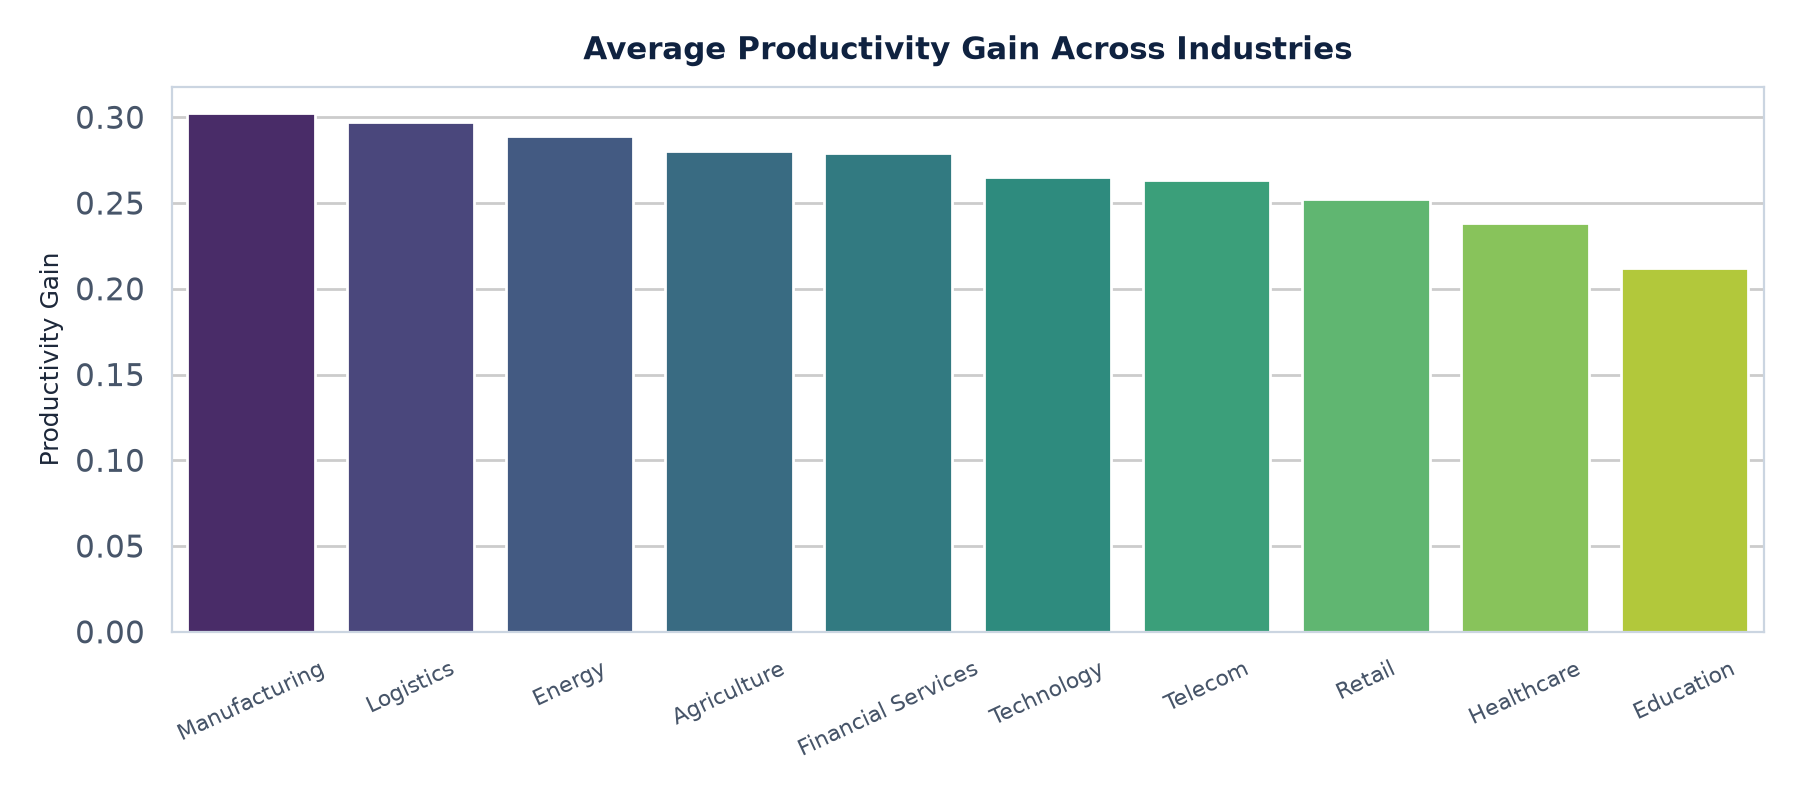 Average Productivity Gain Across Industries
Productivity Gain
0.30
0.25
0.20
0.15
0.10
0.05
0.00
Manufacturing
Logistics
Energy
Agriculture
Financial Services
Technology
Telecom
Retail
Healthcare
Education